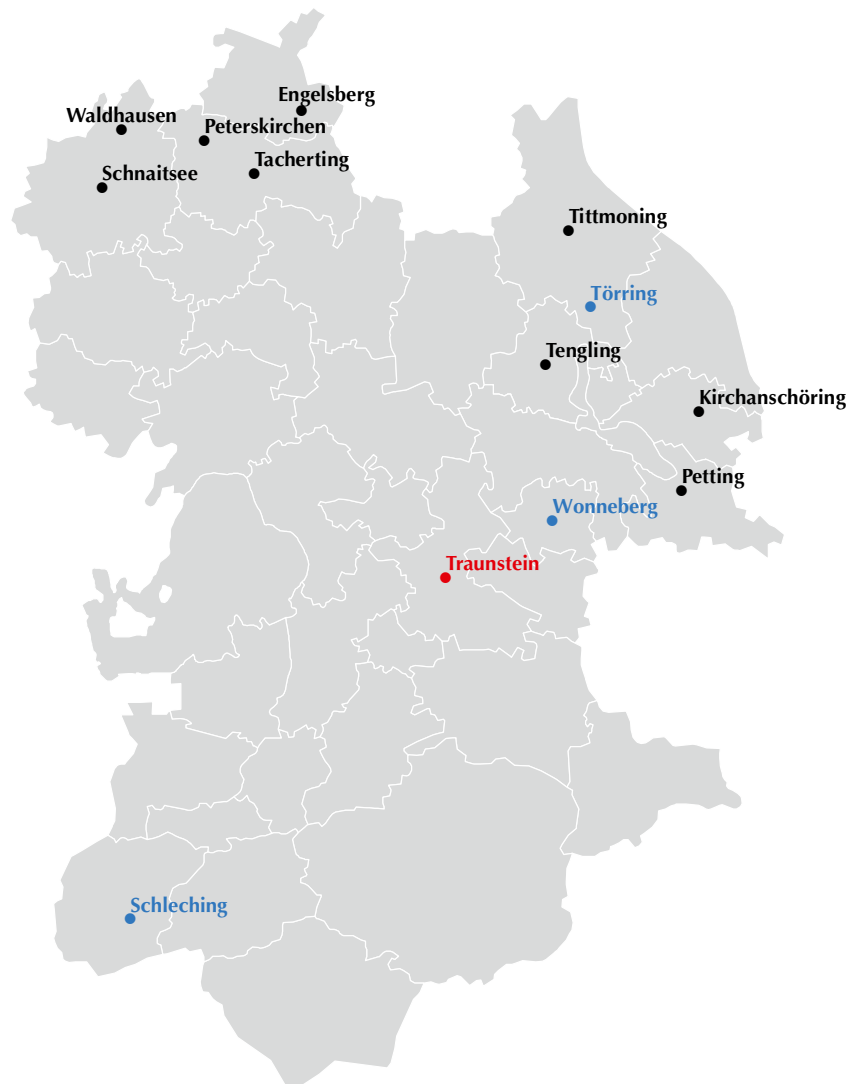 Engelsberg
Waldhausen
Peterskirchen
Tacherting
Schnaitsee
Tittmoning
Törring
Tengling
Kirchanschöring
Petting
Wonneberg
Traunstein
Schleching